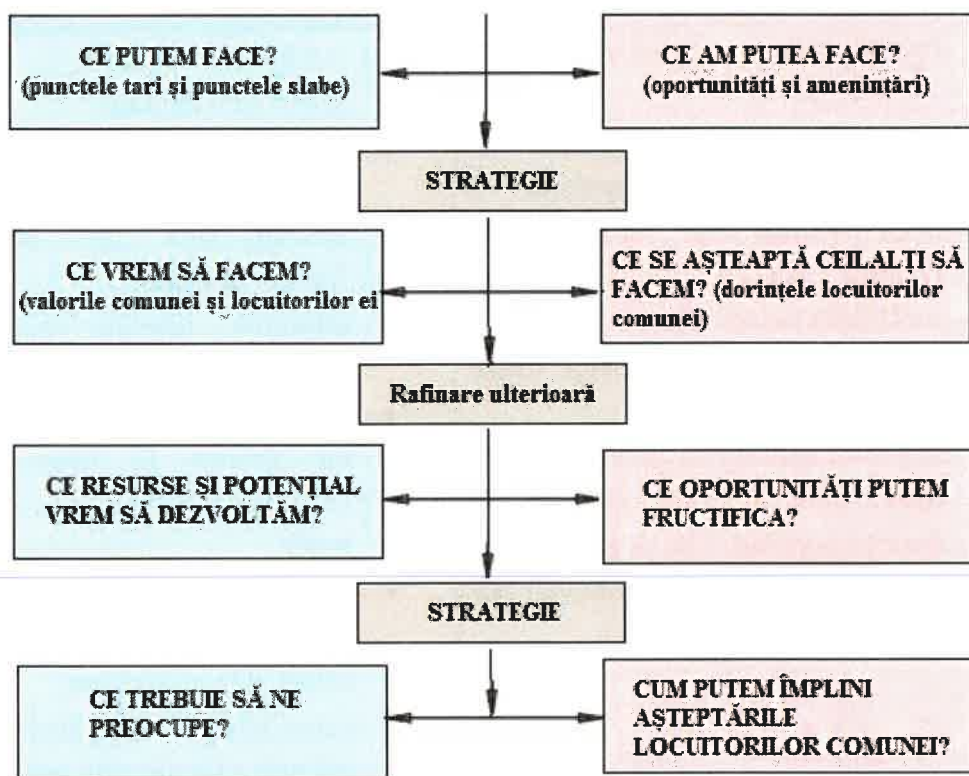 CE PUTEM FACE?
(punctele tari și punctele slabe)
CE AM PUTEA FACE?
(oportunități și amenințări)
STRATEGIE
CE VREM SĂ FACEM?
(valorile comunei și locuitorilor ei
CE SE AȘTEAPTĂ CEILALȚI SĂ
FACEM? (dorințele locuitorilor
comunei)
Rafinare ulterioară
CE RESURSE ȘI POTENȚIAL
VREM SĂ DEZVOLTĂM?
CE OPORTUNITĂȚI PUTEM
FRUCTIFICA?
STRATEGIE
CE TREBUIE SĂ NE
PREOCUPE?
CUM PUTEM ÎMPLINI
AȘTEPTĂRILE
LOCUITORILOR COMUNEI?